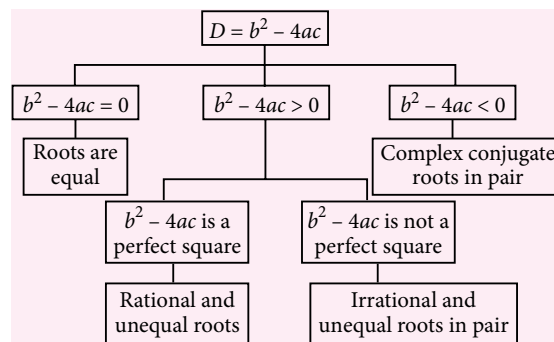 D = b² – 4ac
b² – 4ac = 0
b² – 4ac > 0
b² – 4ac < 0
Roots are
equal
Complex conjugate
roots in pair
b² – 4ac is a
perfect square
b² – 4ac is not a
perfect square
Rational and
unequal roots
Irrational and
unequal roots in pair